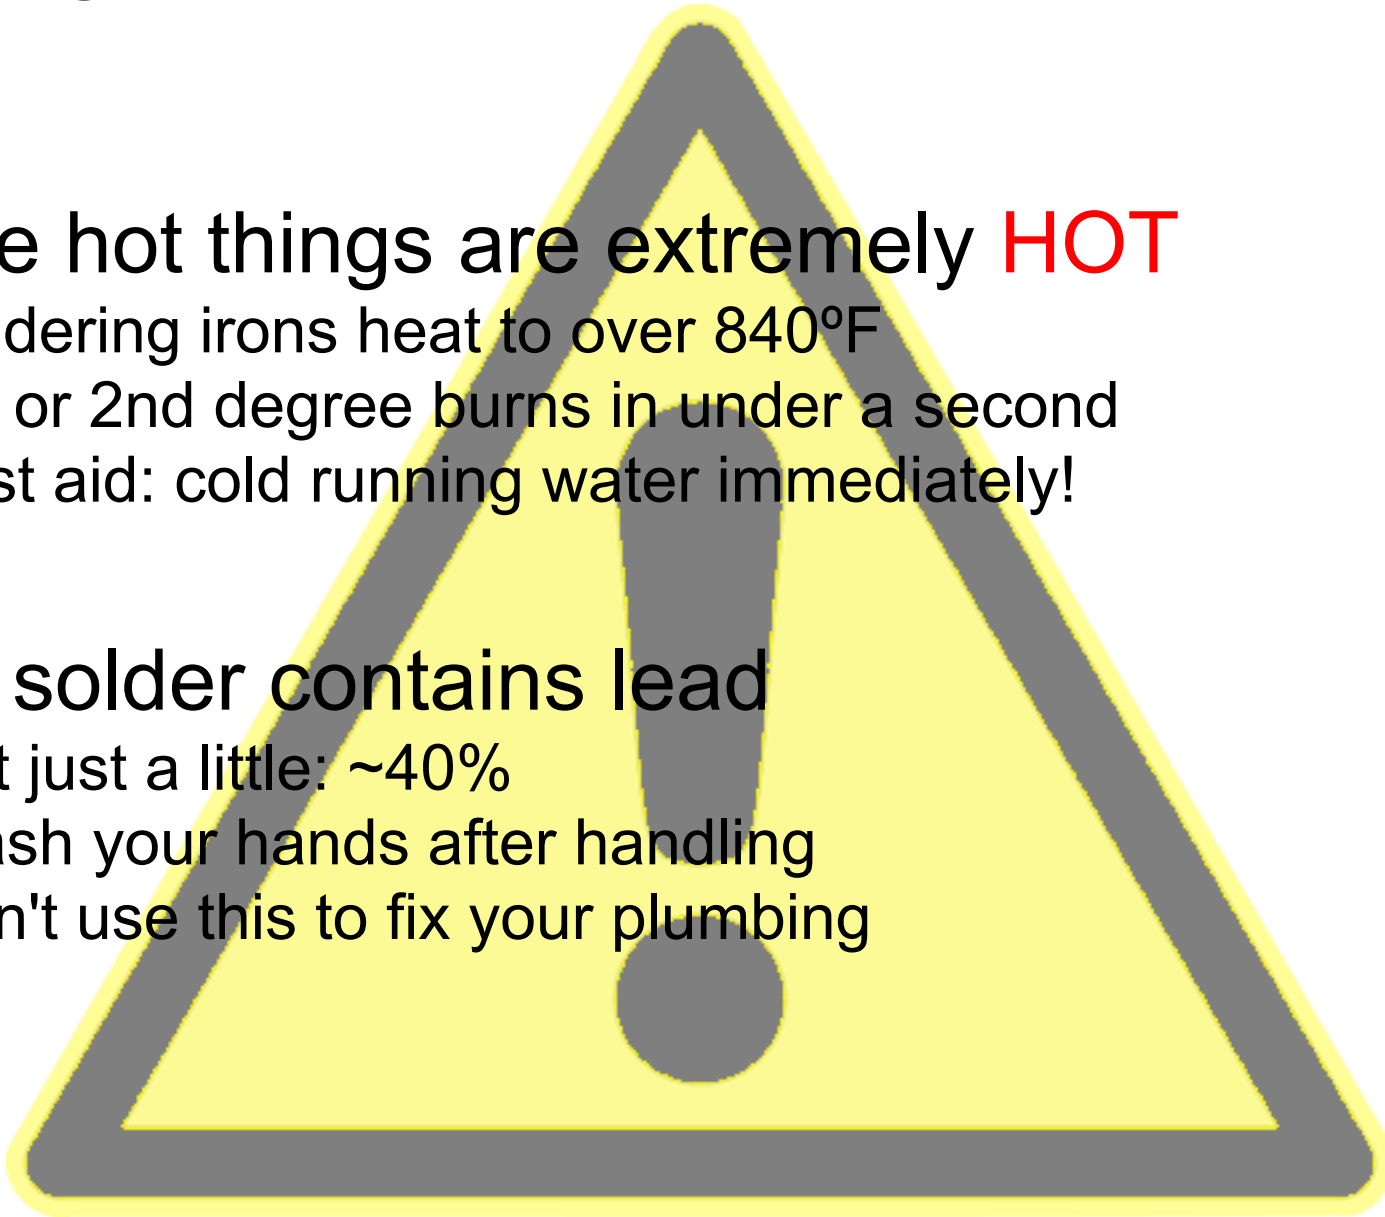 e hot things are extremely HOT
dering irons heat to over 840ºF
or 2nd degree burns in under a second
st aid: cold running water immediately!
solder contains lead
t just a little: ~40%
ash your hands after handling
n't use this to fix your plumbing